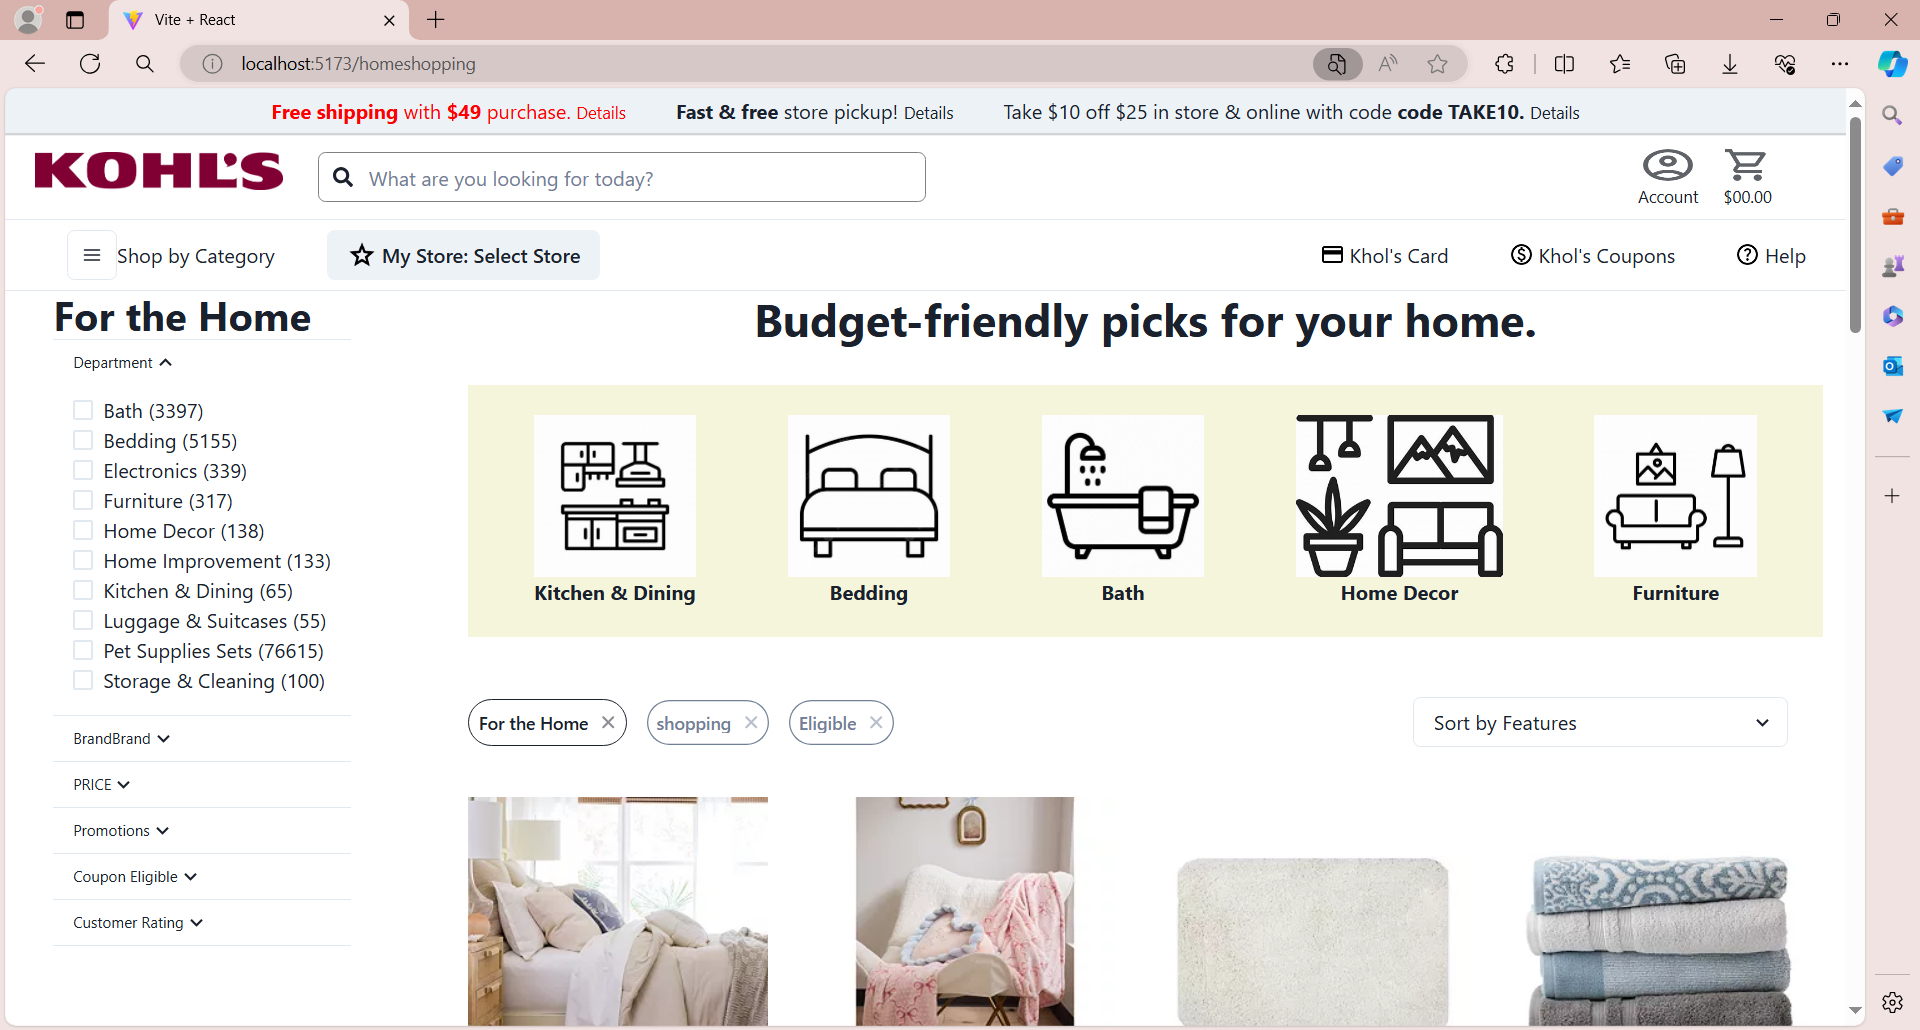 Vite + React
localhost:5173/homeshopping
Free shipping with $49 purchase. Details Fast & free store pickup! Details Take $10 off $25 in store & online with code code TAKE10. Details
KOHL'S What are you looking for today?
Account $00.00
Shop by Category My Store: Select Store Khol's Card Khol's Coupons Help
For the Home
Department
Bath (3397)
Bedding (5155)
Electronics (339)
Furniture (317)
Home Decor (138)
Home Improvement (133)
Kitchen & Dining (65)
Luggage & Suitcases (55)
Pet Supplies Sets (76615)
Storage & Cleaning (100)
BrandBrand
PRICE
Promotions
Coupon Eligible
Customer Rating
Budget-friendly picks for your home.
Kitchen & Dining Bedding Bath Home Decor Furniture
For the Home shopping Eligible Sort by Features